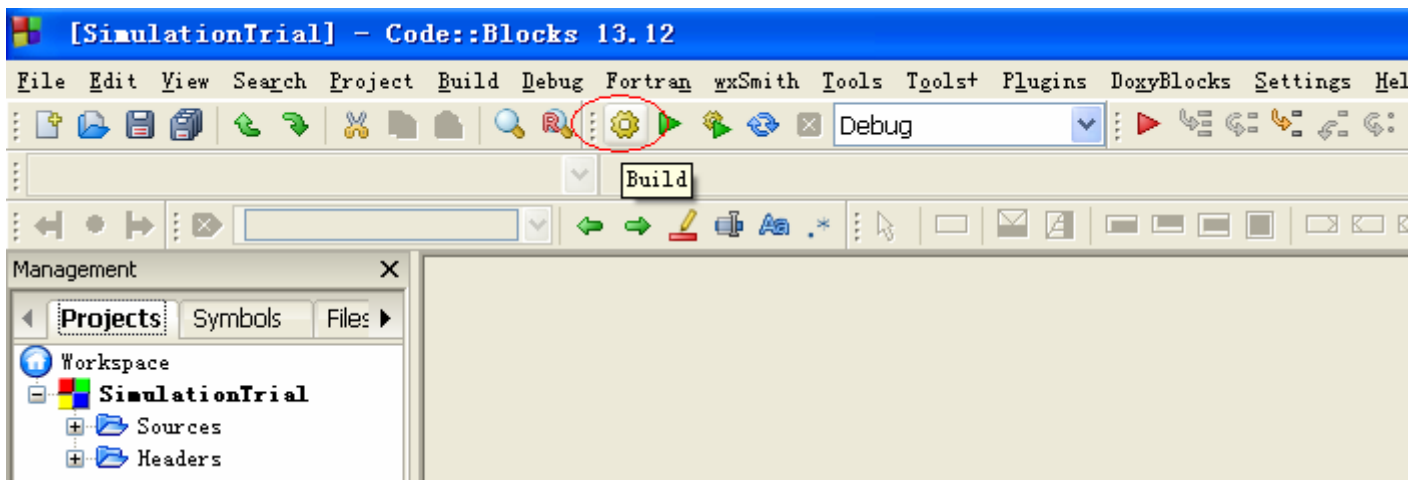 [SimulationTrial] - Code::Blocks 13.12
File Edit View Search Project Build Debug Fortran wxSmith Tools Tools+ Plugins DoxyBlocks Settings Hel
R Debug
Build
Aa .*
Management X
Projects Symbols Files
Workspace
SimulationTrial
Sources
Headers